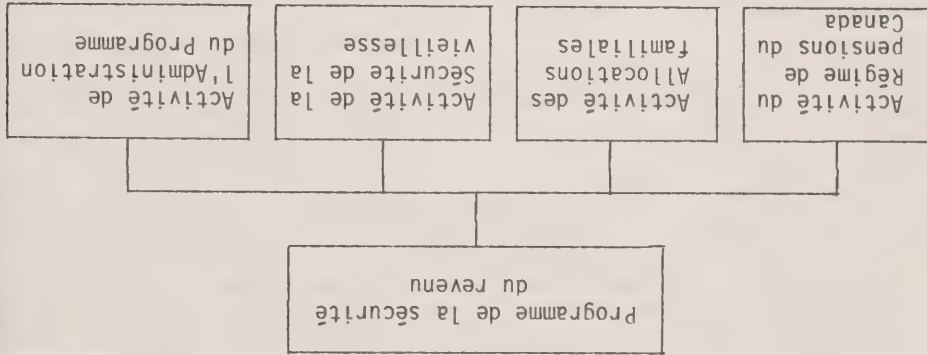 Programme de la sécurité
du revenu
Activité du
Régime de
pensions du
Canada
Activité des
Allocations
familiales
Activité de la
Sécurité de la
vieillesse
Activité de
l'Administration
du Programme